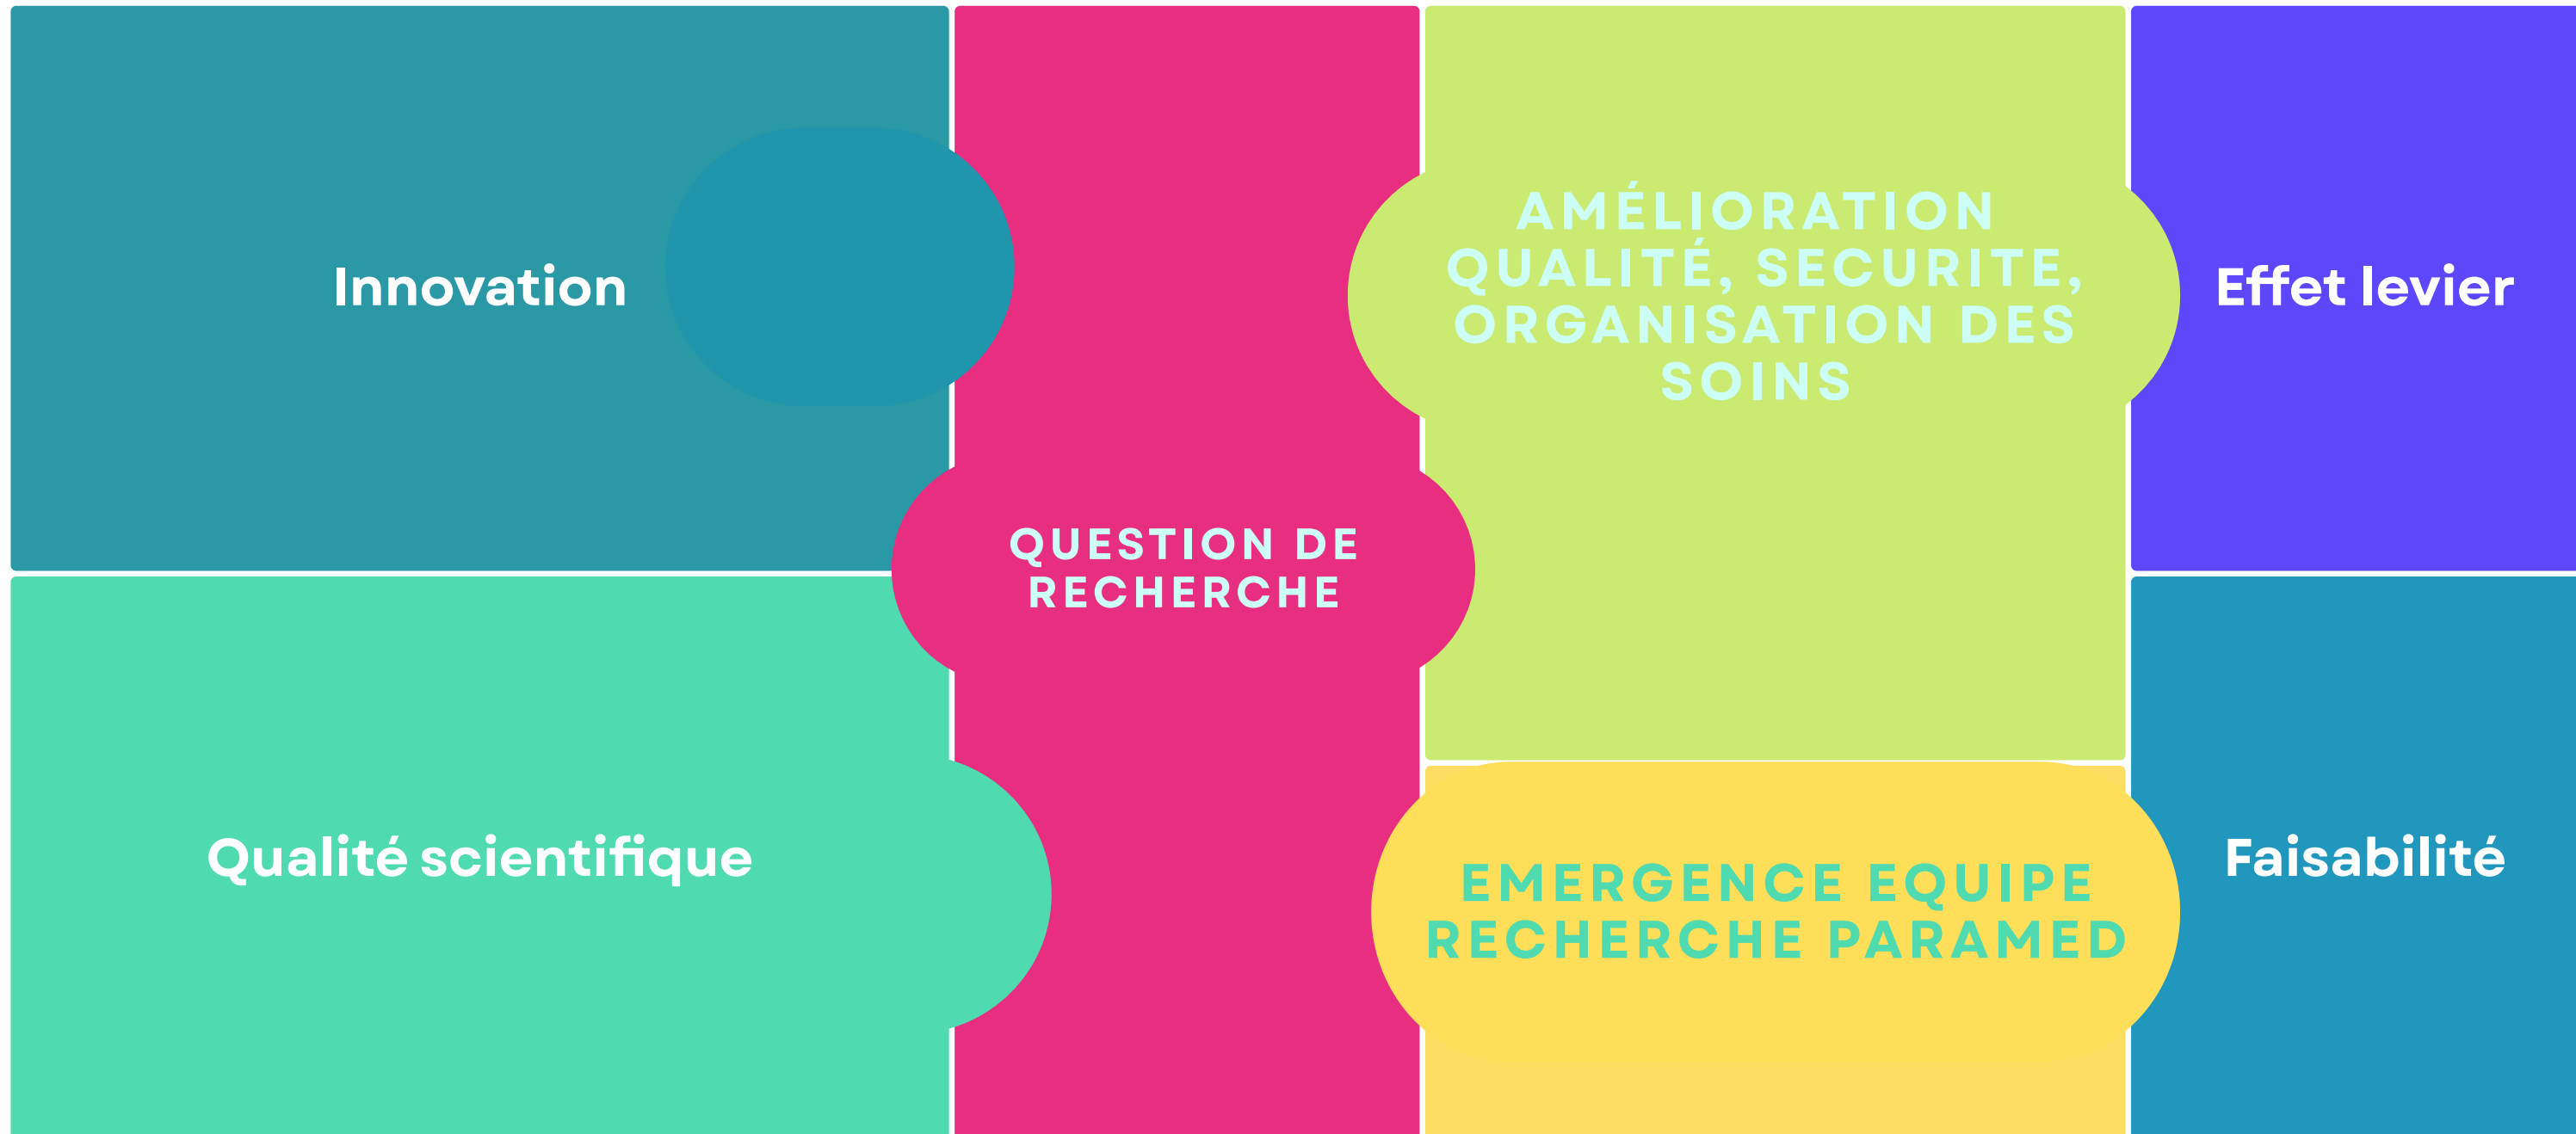 Innovation
Qualité scientifique
QUESTION DE
RECHERCHE
AMÉLIORATION
QUALITÉ, SECURITE,
ORGANISATION DES
SOINS
EMERGENCE EQUIPE
RECHERCHE PARAMED
Effet levier
Faisabilité